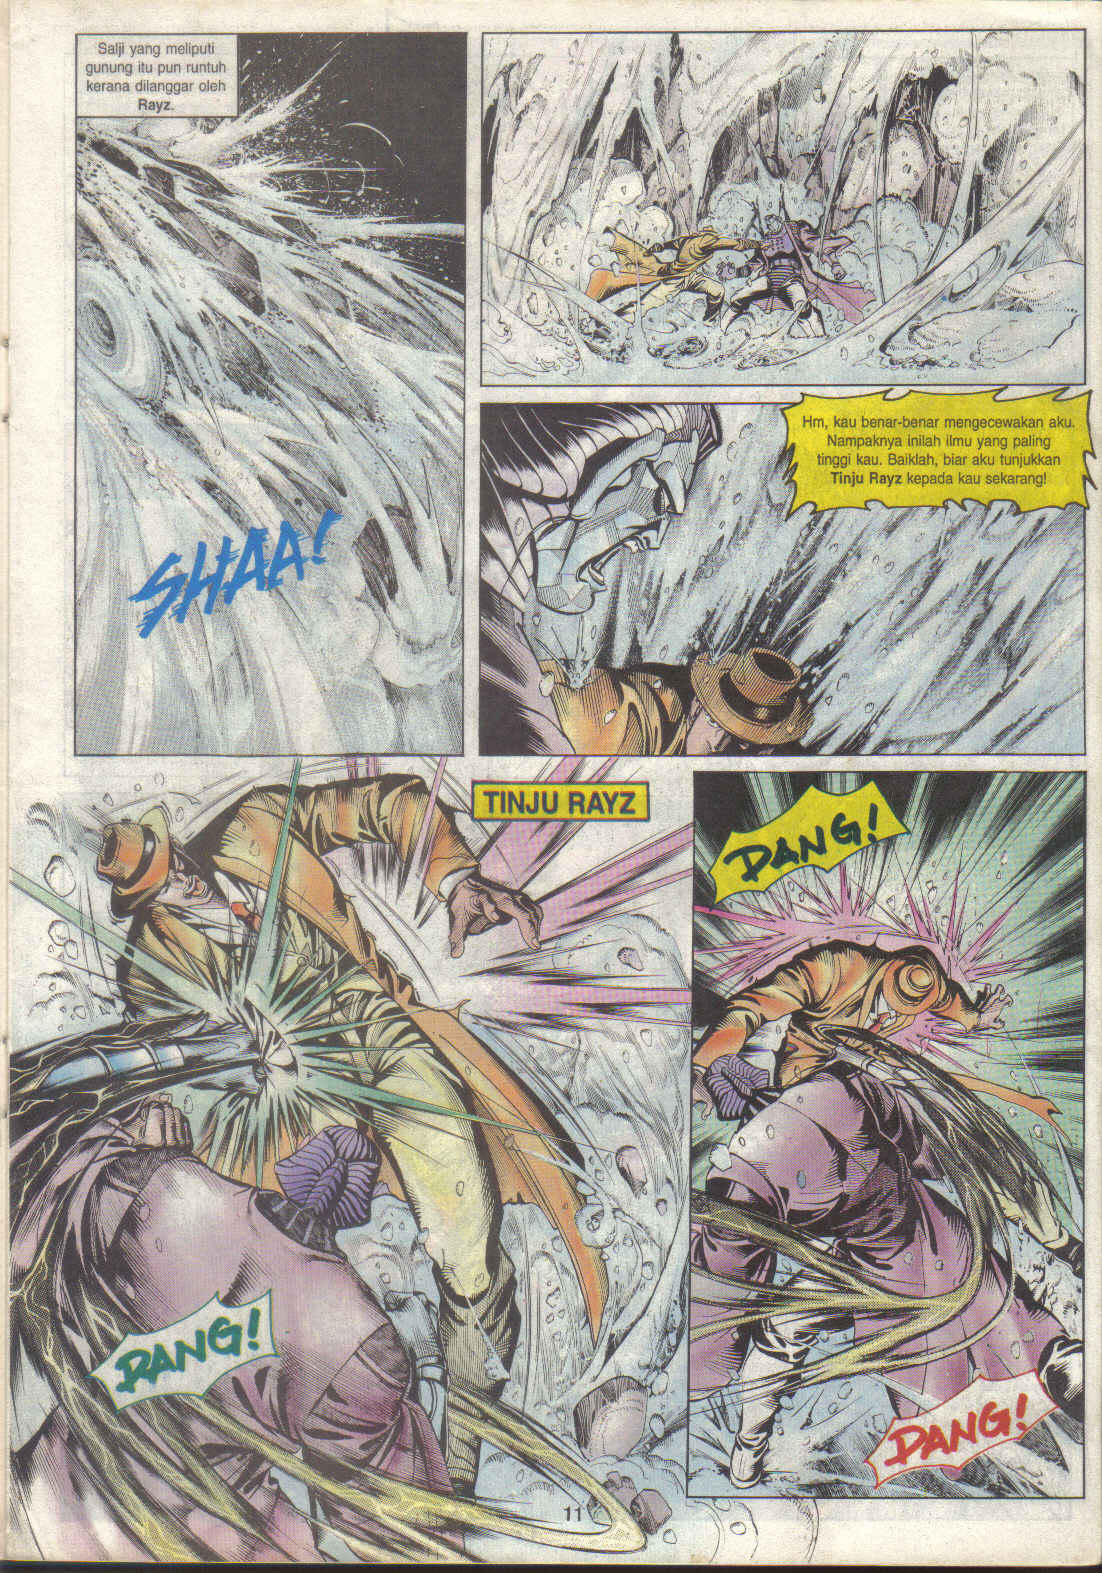 Salji yang meliputi
gunung itu pun runtuh
kerana dilanggar oleh
Rayz.
SHAA!
Hm, kau benar-benar mengecewakan aku.
Nampaknya inilah ilmu yang paling
tinggi kau. Baiklah, biar aku tunjukkan
Tinju Rayz kepada kau sekarang!
TINJU RAYZ
DANG!
DANG!
DANG!
11